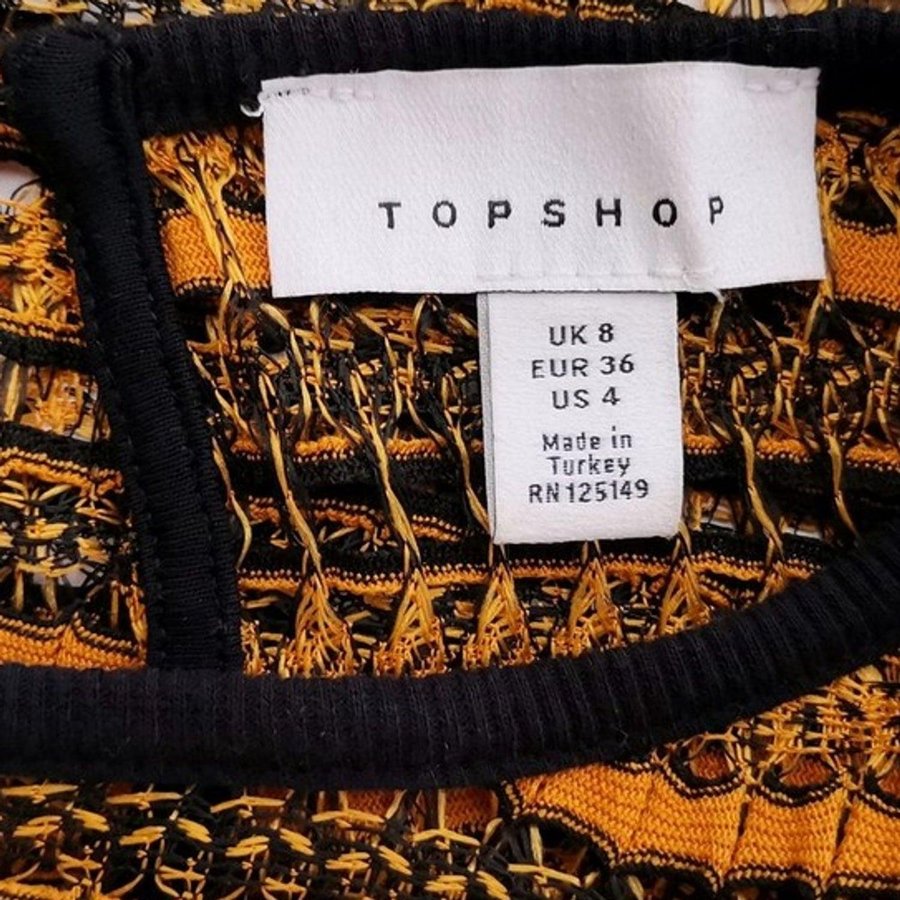 TOPSHOP
UK 8
EUR 36
US 4
Made in
Turkey
RN125149